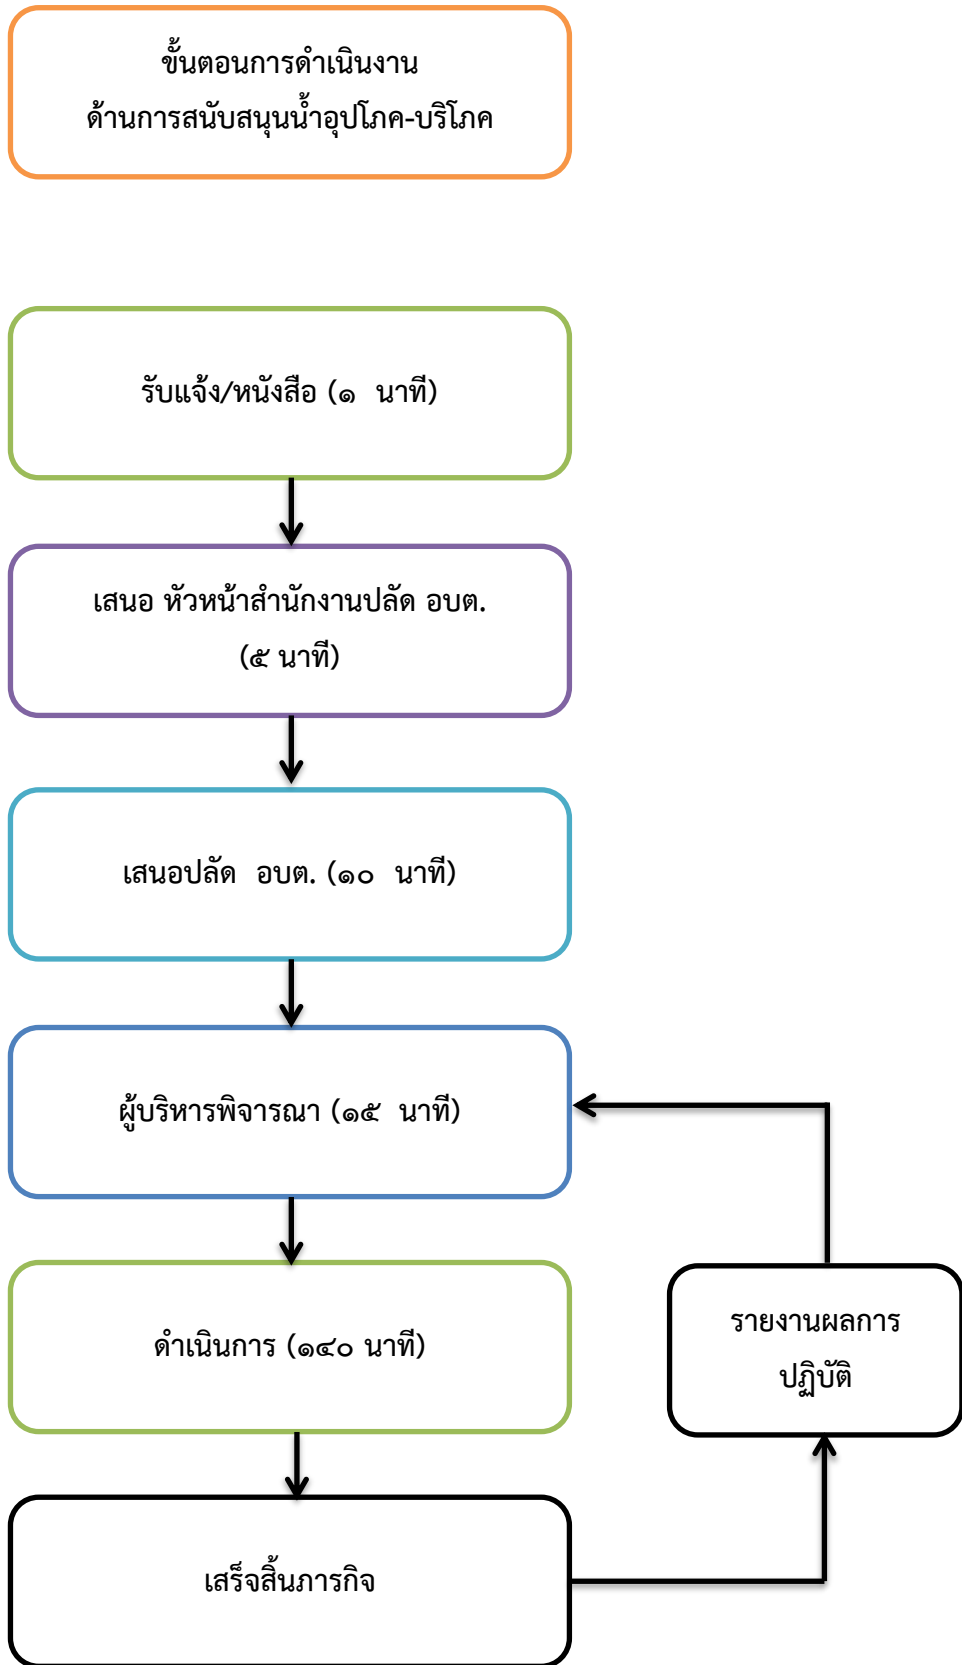 ขั้นตอนการดำเนินงาน
ด้านการสนับสนุนน้ำอุปโภค-บริโภค
รับแจ้ง/หนังสือ (๑ นาที)
เสนอ หัวหน้าสำนักงานปลัด อบต.
(๕ นาที)
เสนอปลัด อบต. (๑๐ นาที)
ผู้บริหารพิจารณา (๑๕ นาที)
ดำเนินการ (๑๔๐ นาที)
รายงานผลการ
ปฏิบัติ
เสร็จสิ้นภารกิจ